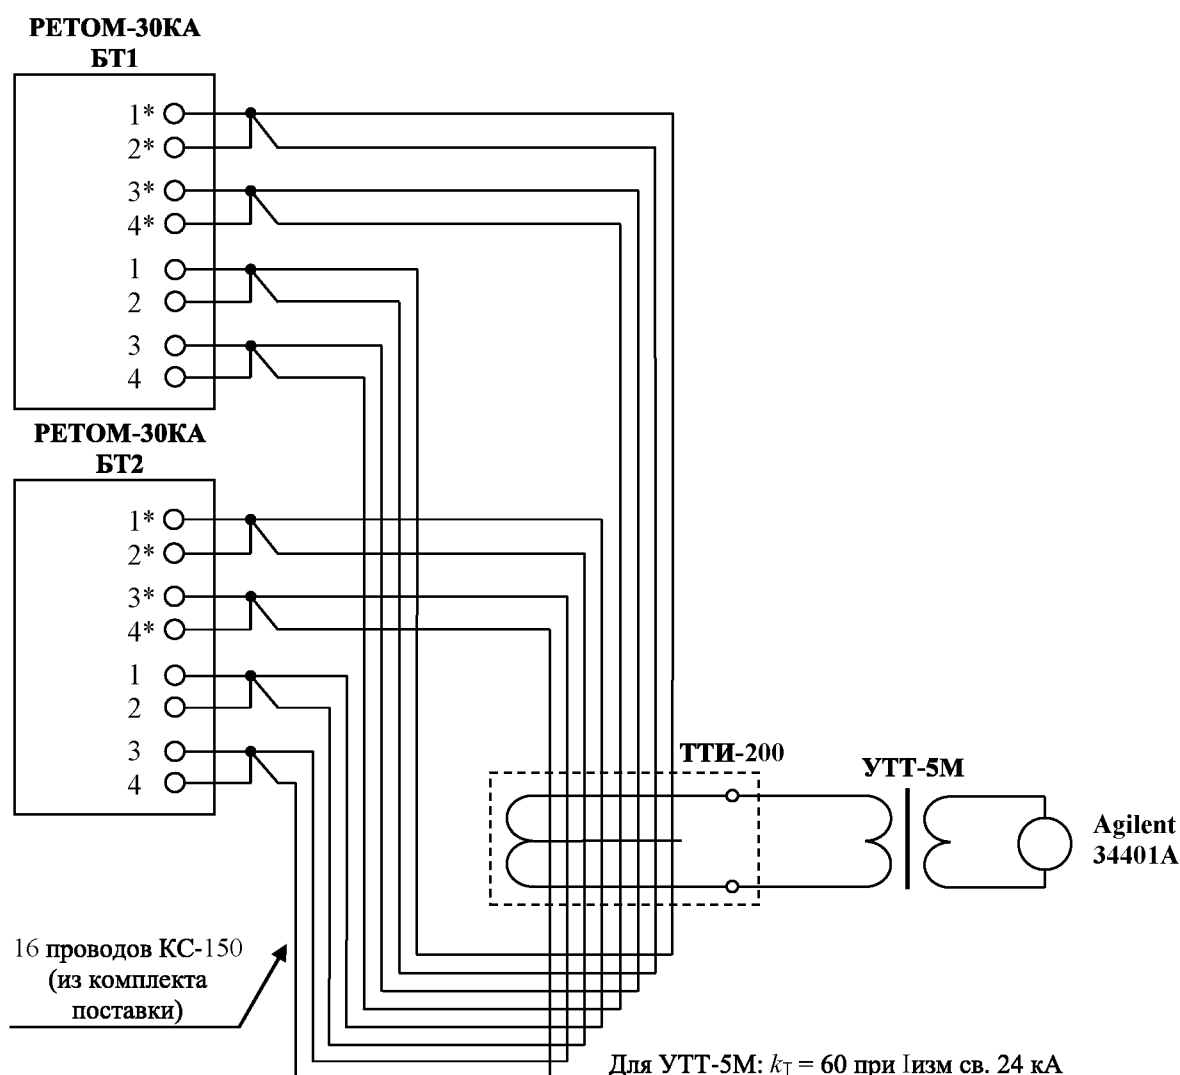 РЕТОМ-30КА
БТ1
1*
2*
3*
4*
1
2
3
4
РЕТОМ-30КА
БТ2
1*
2*
3*
4*
1
2
3
4
ТТИ-200
УТТ-5М
Agilent
34401A
16 проводов КС-150
(из комплекта
поставки)
Для УТТ-5М: kТ = 60 при Iизм св. 24 кА